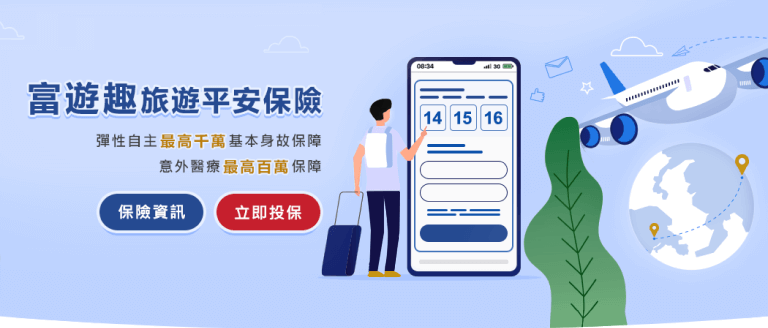 富遊趣旅遊平安保險
彈性自主最高千萬基本身故保障
意外醫療最高百萬保障
保險資訊
立即投保
08:34
3G
14 15 16